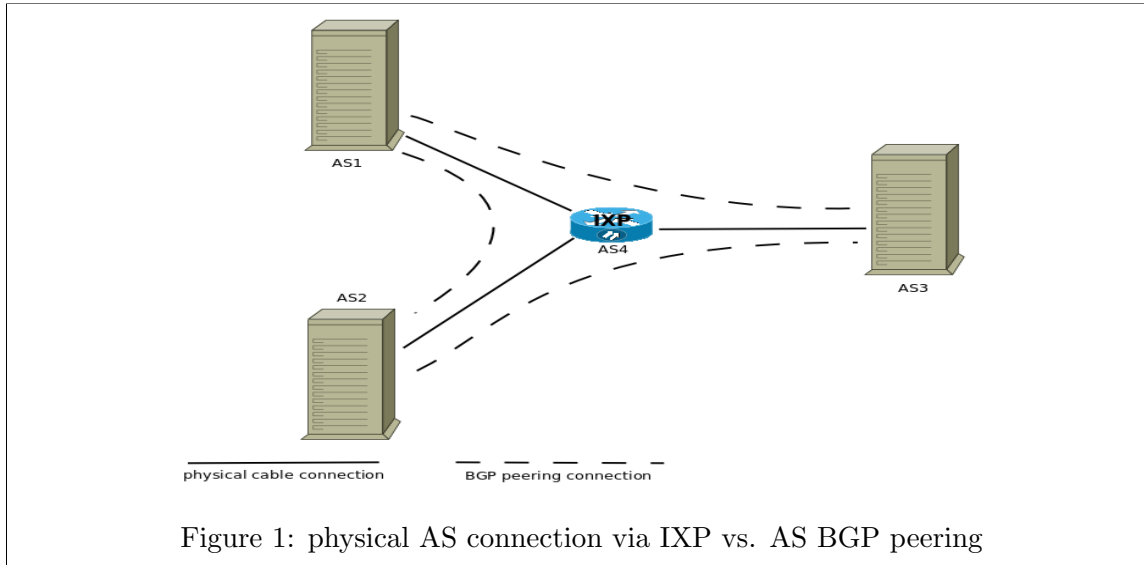 AS1
IXP
AS4
AS3
AS2
physical cable connection
BGP peering connection
Figure 1: physical AS connection via IXP vs. AS BGP peering